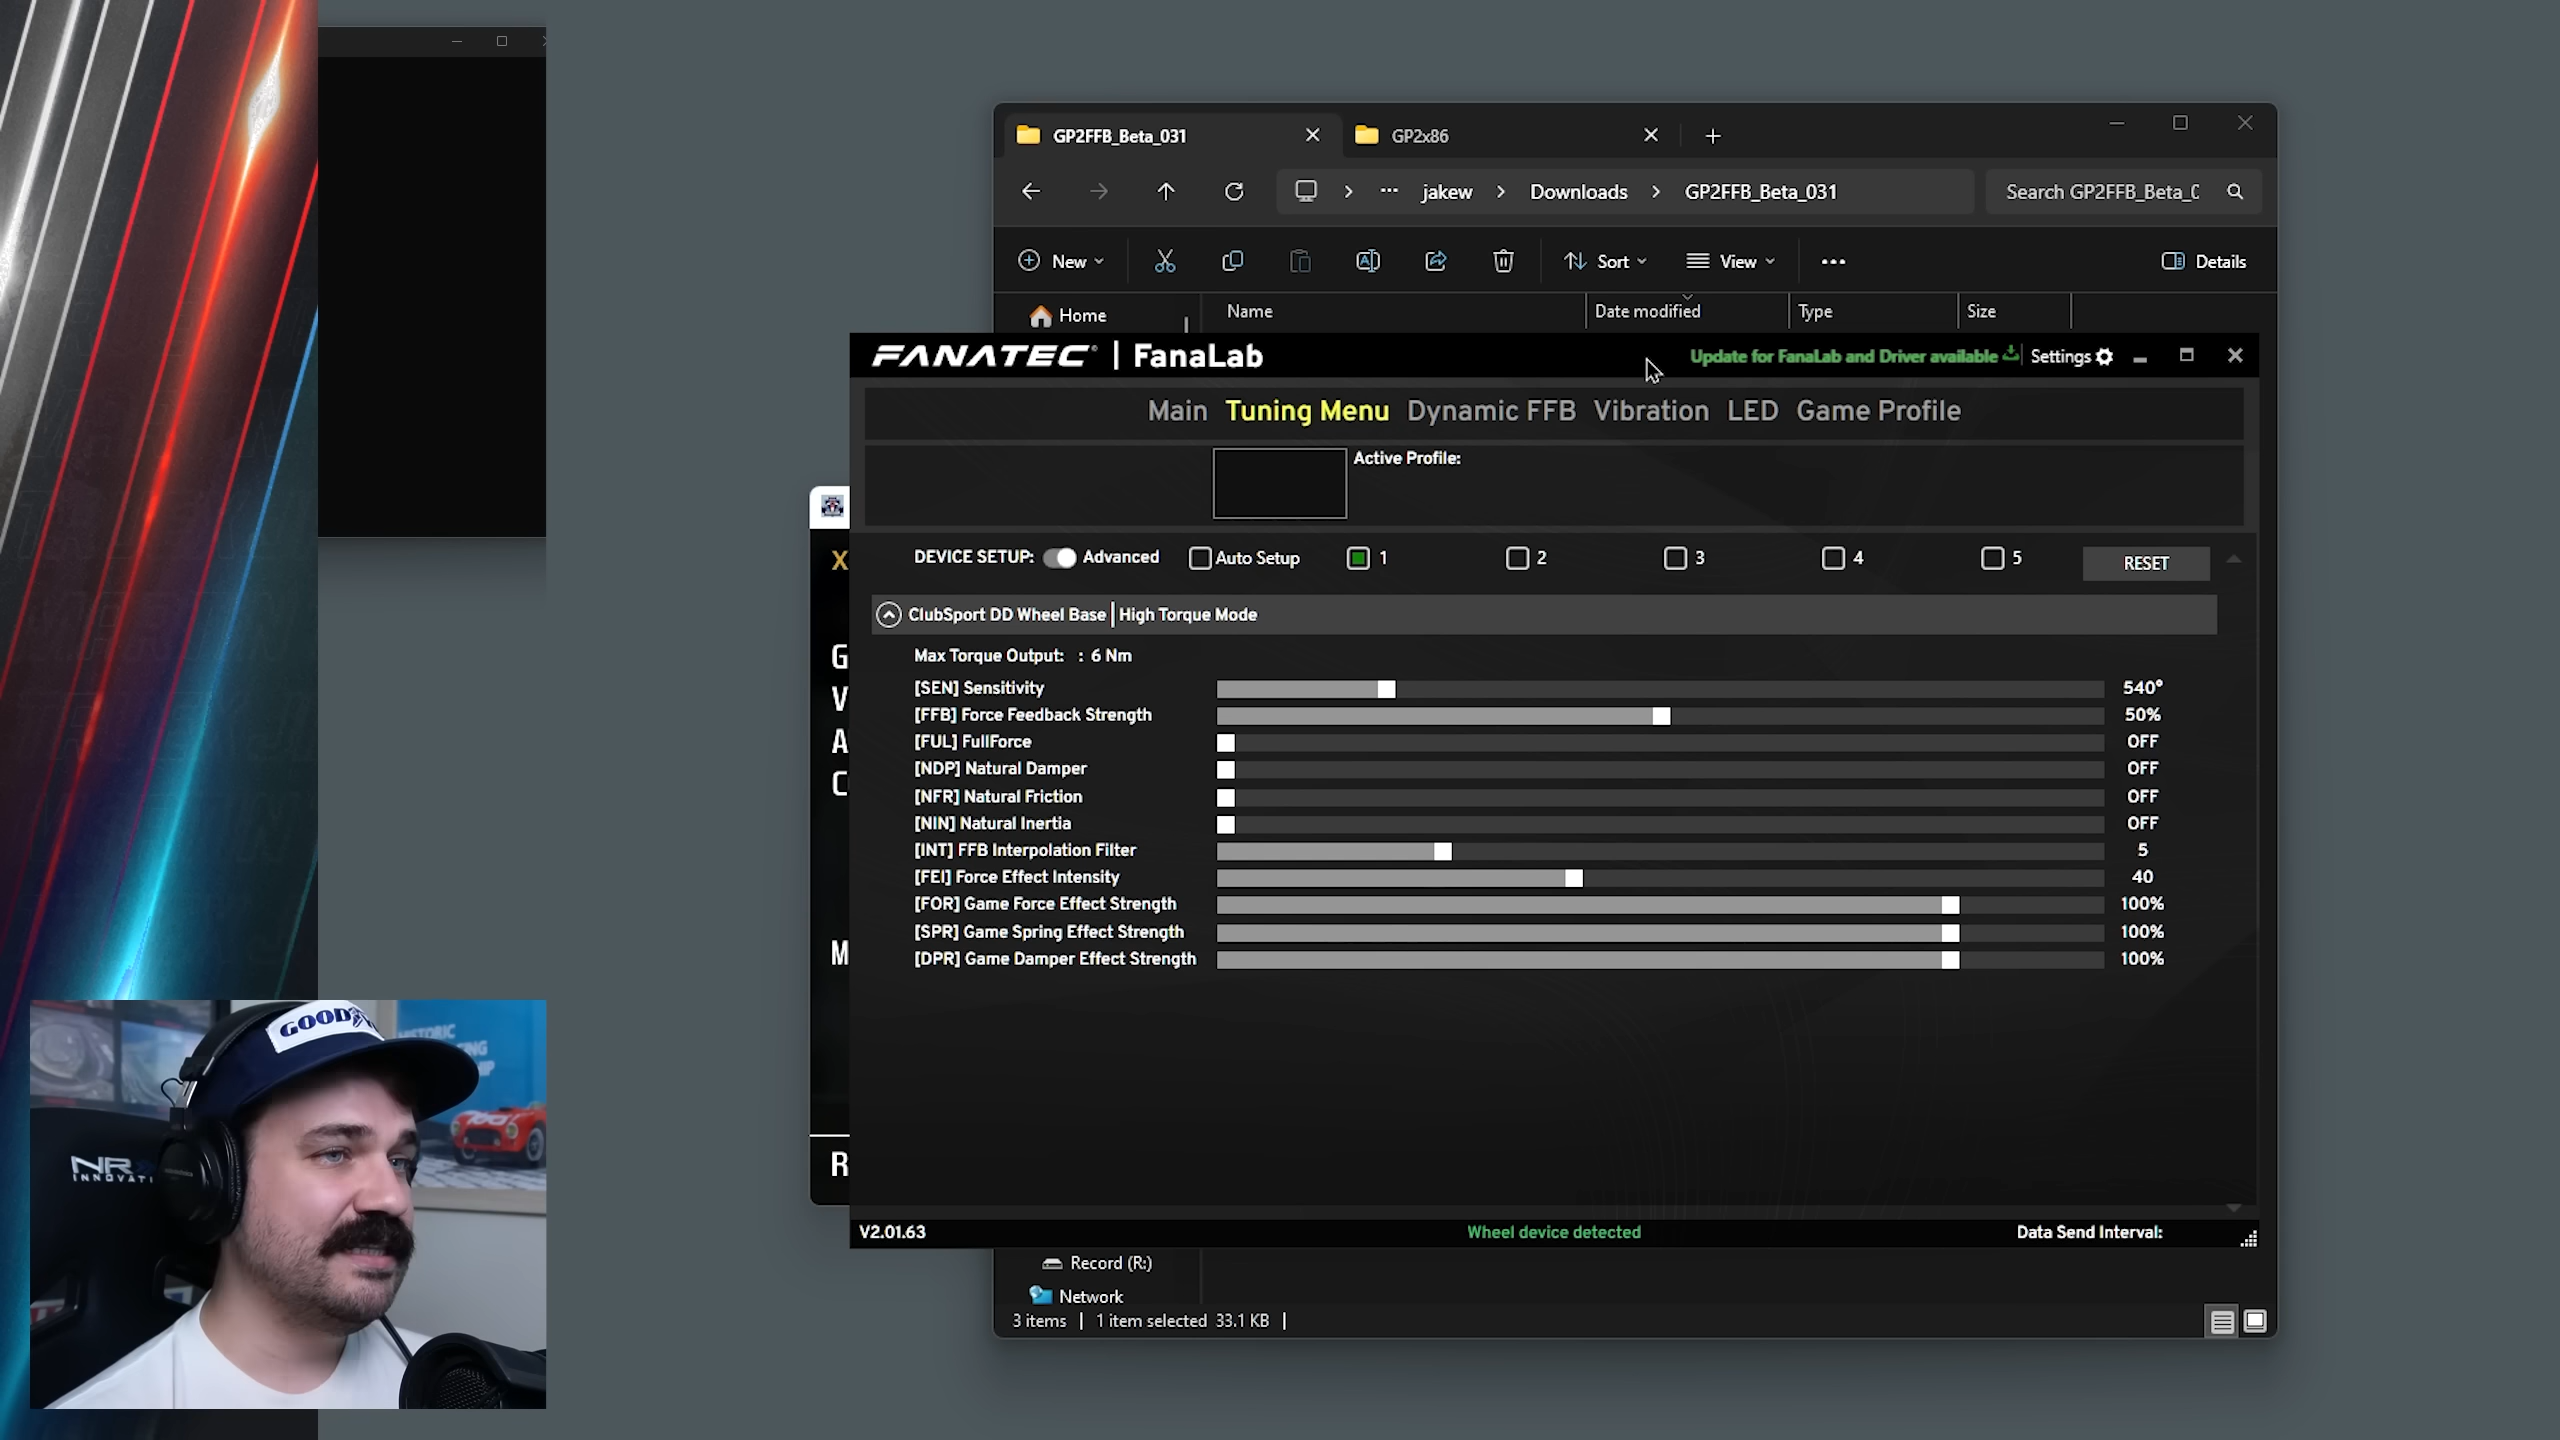 GP2FFB_Beta_031
GP2x86
jakew > Downloads > GP2FFB_Beta_031
Search GP2FFB_Beta_0
New
Sort
View
Details
Home
Name
Date modified
Type
Size
FANATEC | FanaLab
Update for FanaLab and Driver available
Settings
Main Tuning Menu Dynamic FFB Vibration LED Game Profile
Active Profile:
DEVICE SETUP: Advanced
Auto Setup
1
2
3
4
5
RESET
X
ClubSport DD Wheel Base | High Torque Mode
Max Torque Output: : 6 Nm
G
[SEN] Sensitivity 540°
V
[FFB] Force Feedback Strength 50%
A
[FUL] FullForce OFF
[NDP] Natural Damper OFF
C
[NFR] Natural Friction OFF
[NIN] Natural Inertia OFF
[INT] FFB Interpolation Filter 5
[FEI] Force Effect Intensity 40
[FOR] Game Force Effect Strength 100%
[SPR] Game Spring Effect Strength 100%
M
[DPR] Game Damper Effect Strength 100%
R
V2.01.63
Wheel device detected
Data Send Interval:
Record (R:)
Network
3 items | 1 item selected 33.1 KB |
GOODY
HISTORIC
NR
INNOVATI